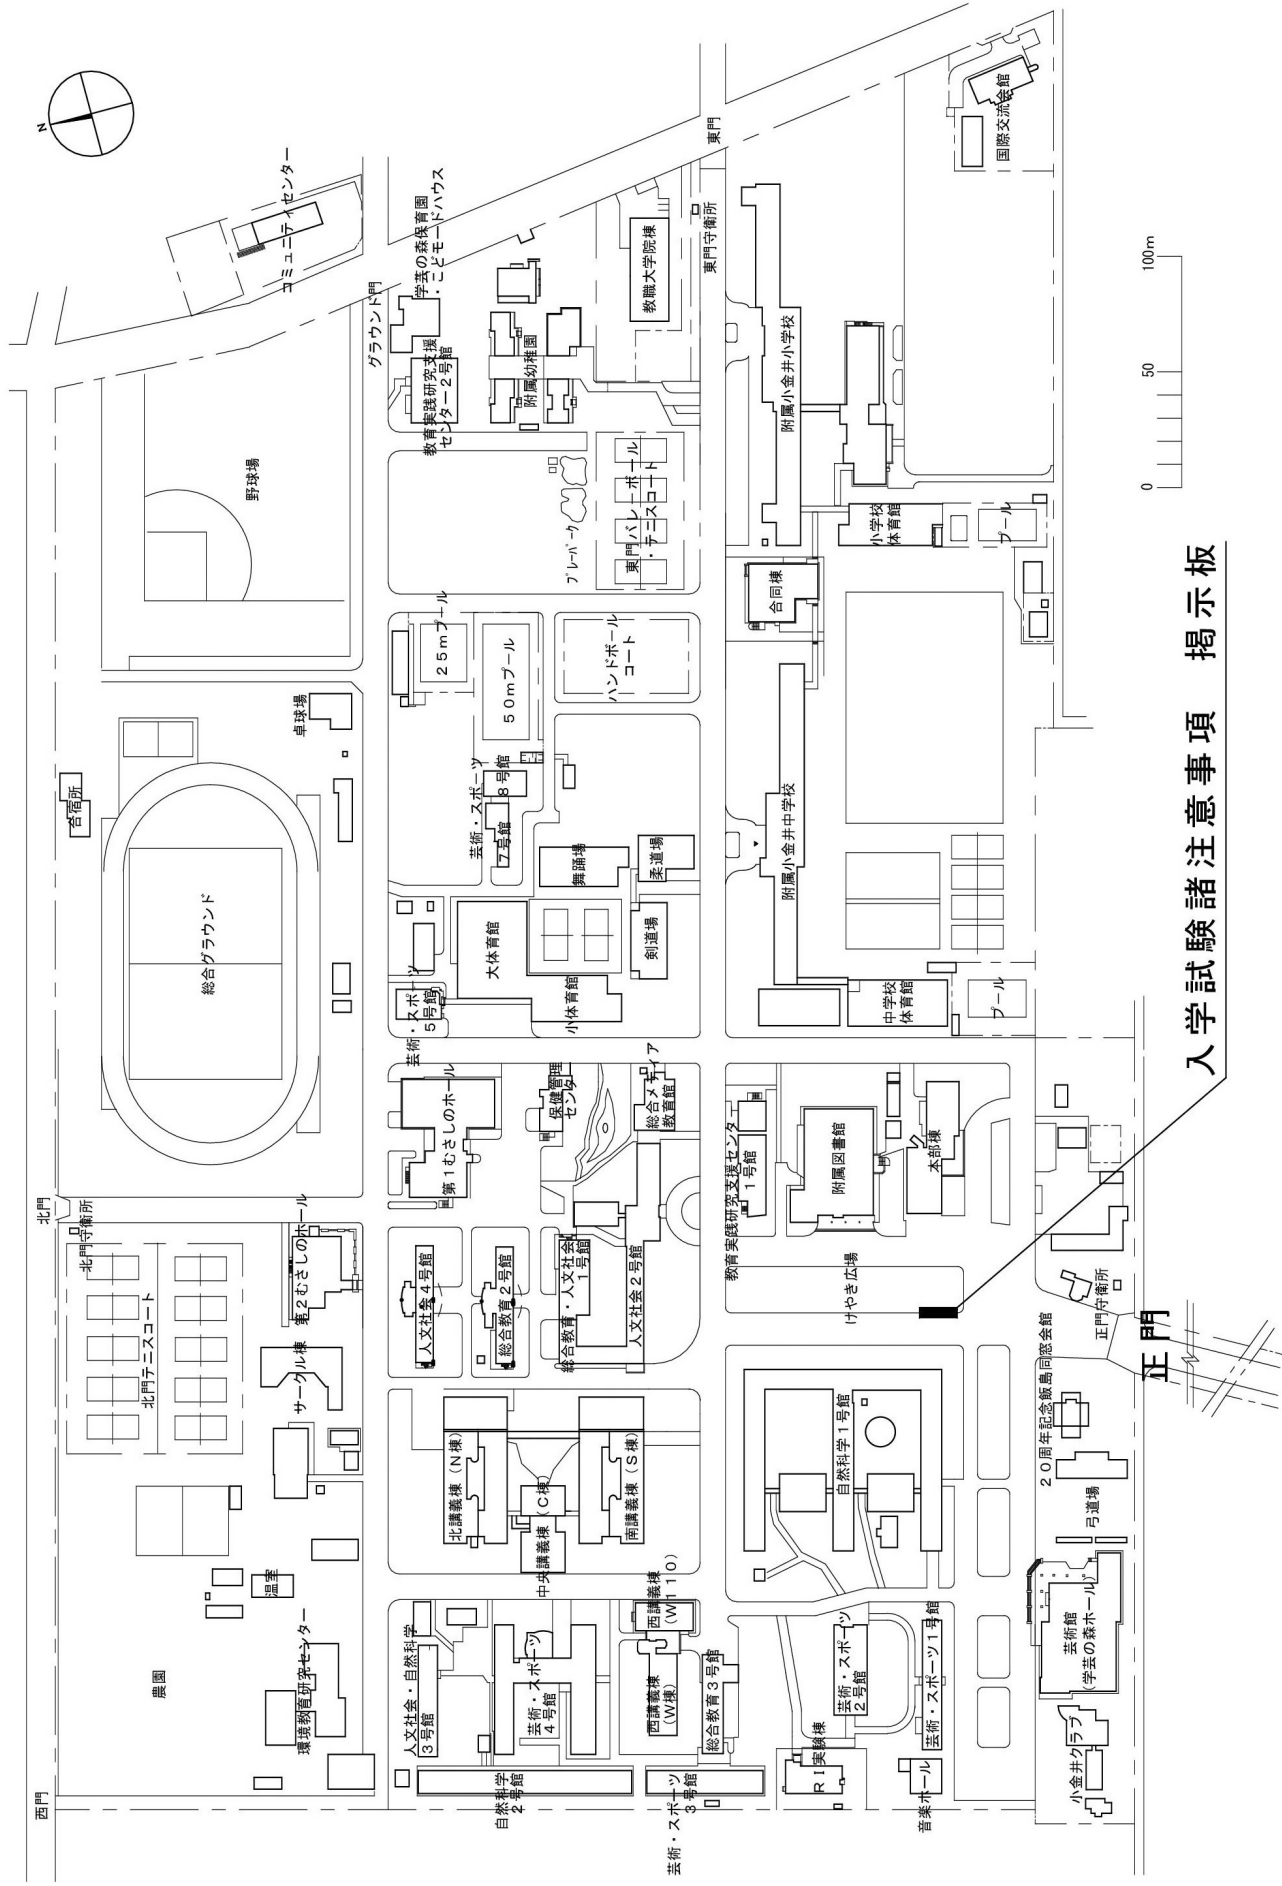 西門
農園
環境教育研究センター
温室
北門テニスコート
サークル棟
第2むさしのホール
北門守衛所
北門
総合グラウンド
合宿所
卓球場
野球場
コミュニティセンター
N
グラウンド門
学芸の森保育園
・こどモードハウス
教育実践研究支援
センター2号館
附属幼稚園
教職大学院棟
東門守衛所
東門
プレーパーク
東門バレーボール
・テニスコート
25mプール
50mプール
ハンドボール
コート
芸術・スポーツ
7号館
8号館
舞踊場
柔道場
剣道場
大体育館
小体育館
芸術・スポーツ
5号館
第1むさしのホール
保健管理
センター
総合メディア
教育館
人文社会4号館
総合教育2号館
総合教育・人文社会
1号館
人文社会2号館
北講義棟(N棟)
中央講義棟(C棟)
南講義棟(S棟)
人文社会・自然科学
3号館
芸術・スポーツ
4号館
西講義棟
(W110)
西講義棟
(W棟)
総合教育3号館
自然科学
2号館
芸術・スポーツ
3号館
RI実験棟
音楽ホール
芸術・スポーツ
2号館
芸術・スポーツ1号館
自然科学1号館
けやき広場
教育実践研究支援センター
1号館
附属図書館
本部棟
附属小金井中学校
中学校
体育館
プール
合同棟
附属小金井小学校
小学校
体育館
プール
国際交流会館
小金井クラブ
芸術館
(学芸の森ホール)
弓道場
20周年記念飯島同窓会館
正門守衛所
正門
入学試験諸注意事項 掲示板
0
50
100m